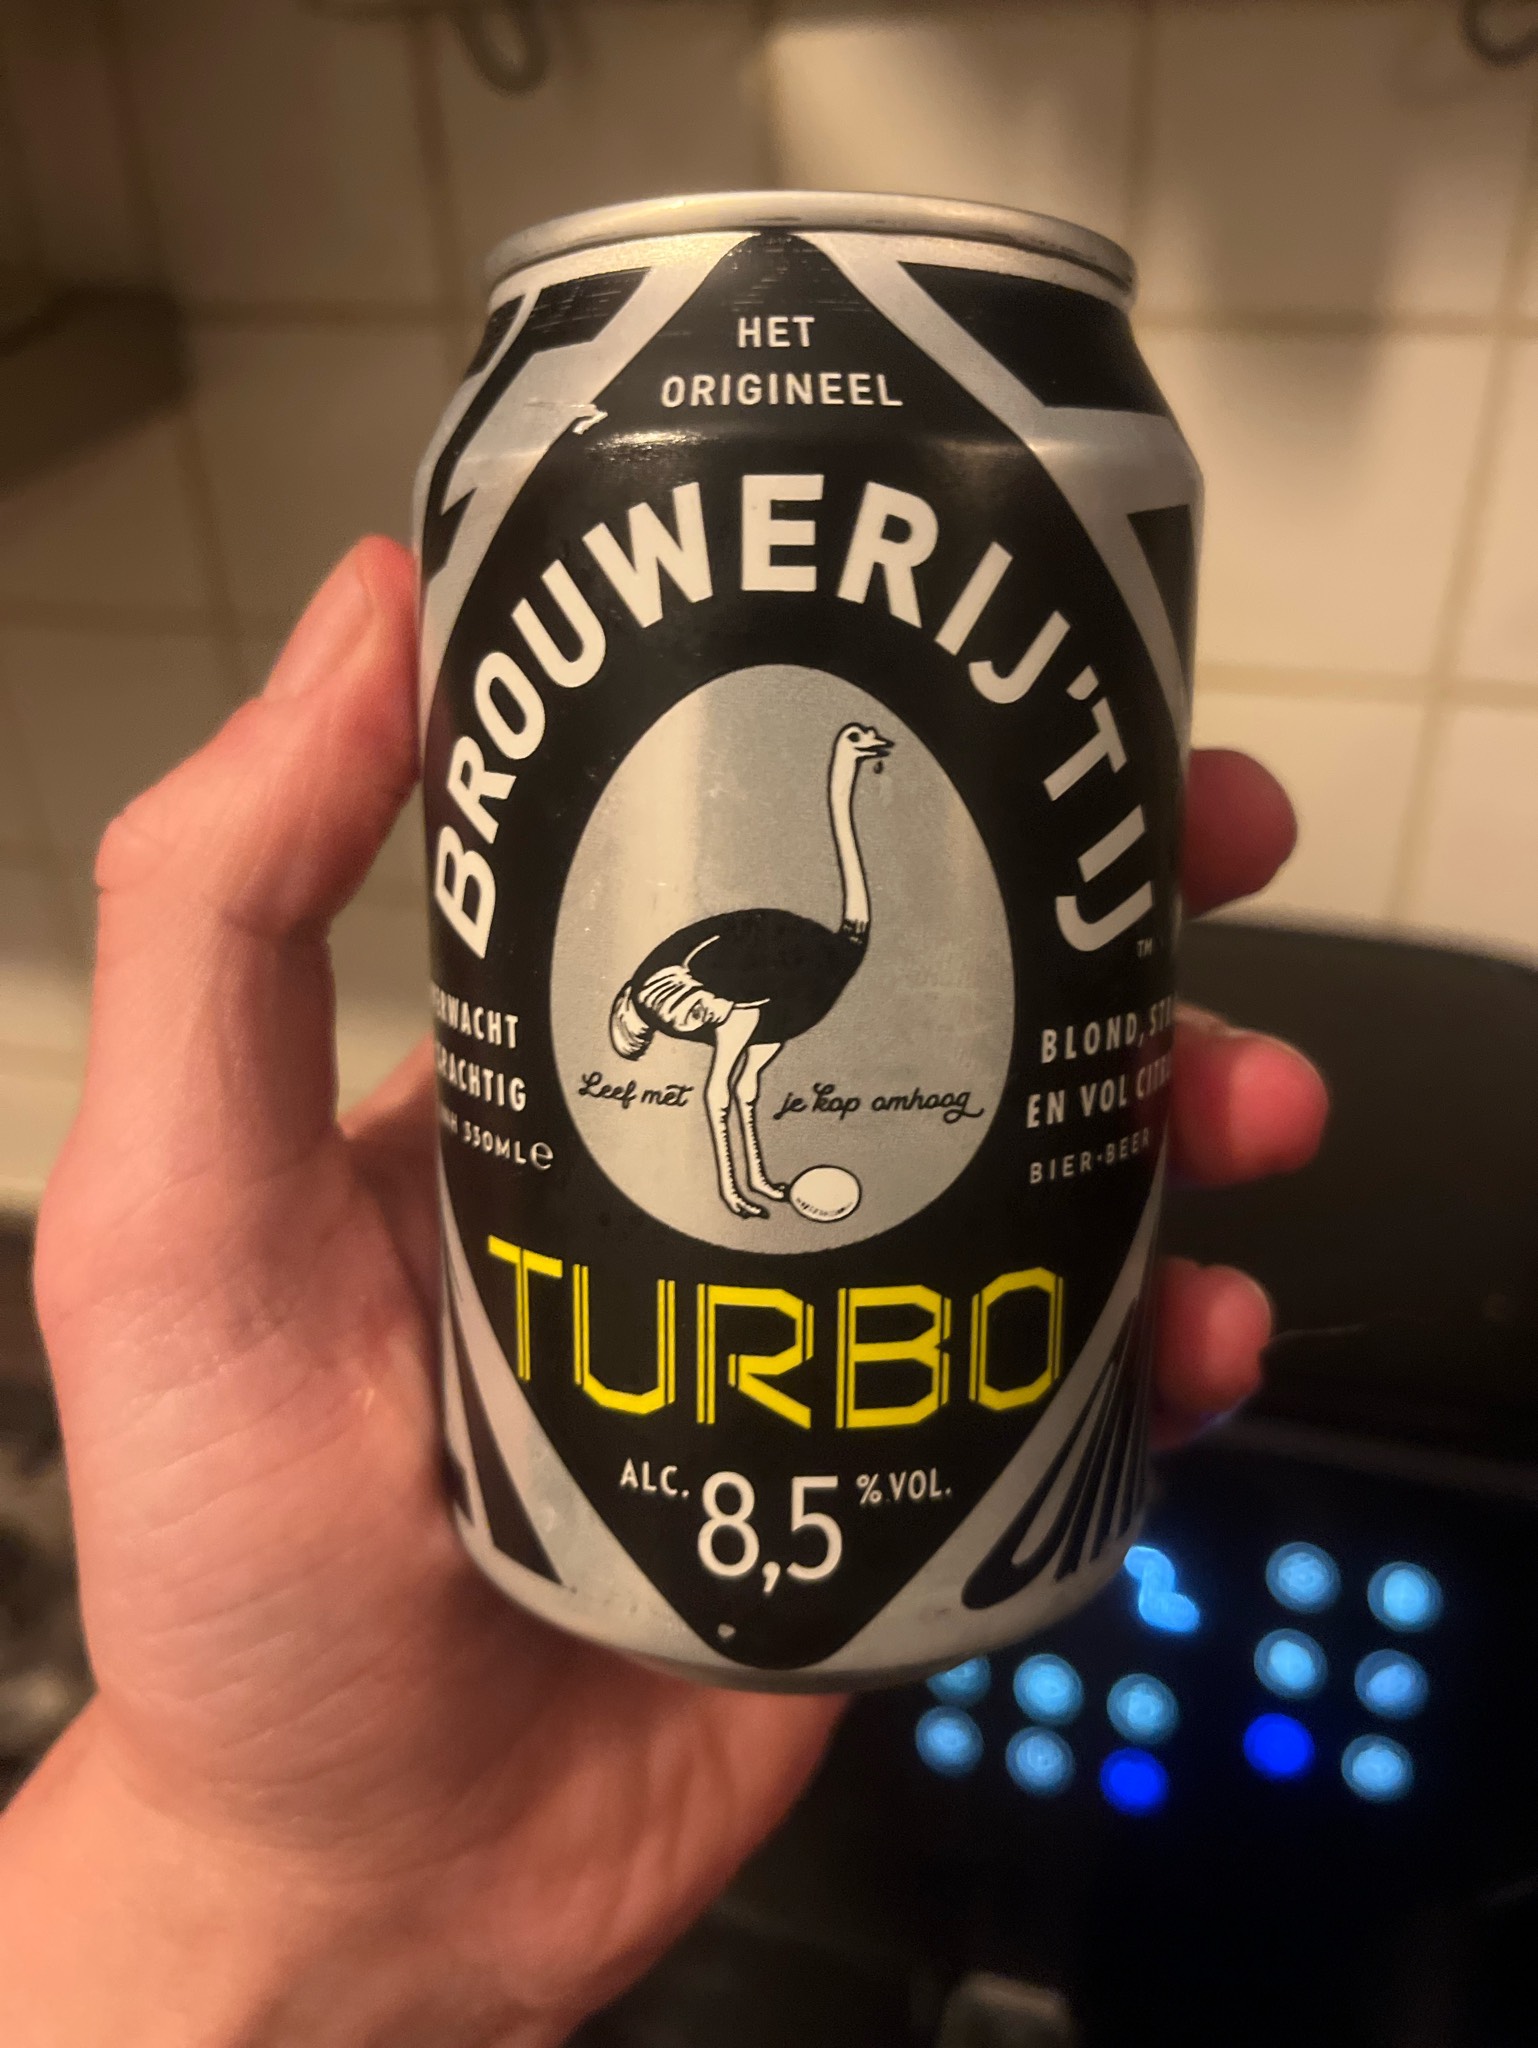 HET
ORIGINEEL
BROUWERIJ 'T IJ
TM
Leef met je kop omhoog
330ML e
BLOND,
EN VOL
BIER-BEER
TURBO
ALC. 8,5 % VOL.